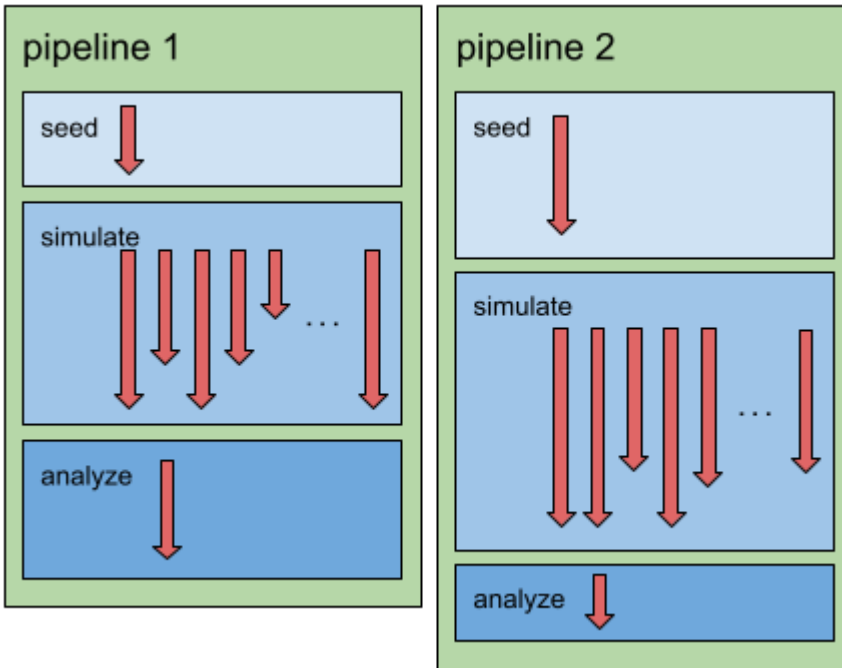 pipeline 1
seed
simulate
...
analyze
pipeline 2
seed
simulate
...
analyze